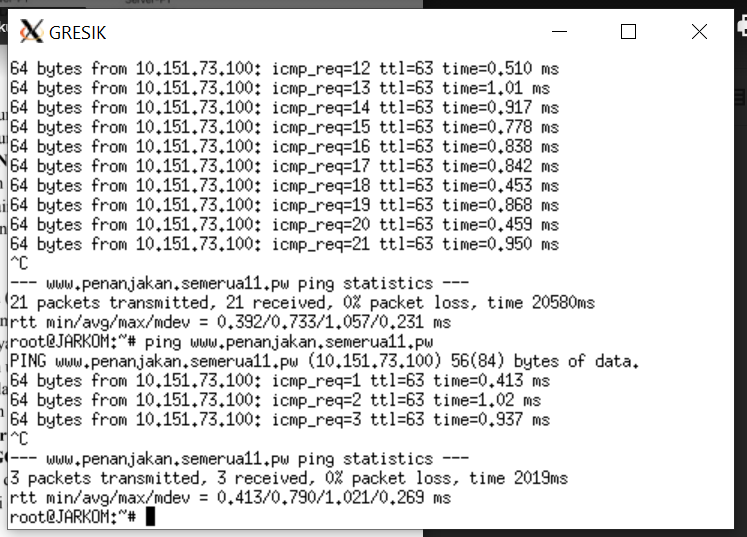 GRESIK
64 bytes from 10.151.73.100: icmp_req=12 ttl=63 time=0.510 ms
64 bytes from 10.151.73.100: icmp_req=13 ttl=63 time=1.01 ms
64 bytes from 10.151.73.100: icmp_req=14 ttl=63 time=0.917 ms
64 bytes from 10.151.73.100: icmp_req=15 ttl=63 time=0.778 ms
64 bytes from 10.151.73.100: icmp_req=16 ttl=63 time=0.838 ms
64 bytes from 10.151.73.100: icmp_req=17 ttl=63 time=0.842 ms
64 bytes from 10.151.73.100: icmp_req=18 ttl=63 time=0.453 ms
64 bytes from 10.151.73.100: icmp_req=19 ttl=63 time=0.868 ms
64 bytes from 10.151.73.100: icmp_req=20 ttl=63 time=0.459 ms
64 bytes from 10.151.73.100: icmp_req=21 ttl=63 time=0.950 ms
^C
--- www.penanjakan.semerua11.pw ping statistics ---
21 packets transmitted, 21 received, 0% packet loss, time 20580ms
rtt min/avg/max/mdev = 0.392/0.733/1.057/0.231 ms
root@JARKOM:~# ping www.penanjakan.semerua11.pw
PING www.penanjakan.semerua11.pw (10.151.73.100) 56(84) bytes of data.
64 bytes from 10.151.73.100: icmp_req=1 ttl=63 time=0.413 ms
64 bytes from 10.151.73.100: icmp_req=2 ttl=63 time=1.02 ms
64 bytes from 10.151.73.100: icmp_req=3 ttl=63 time=0.937 ms
^C
--- www.penanjakan.semerua11.pw ping statistics ---
3 packets transmitted, 3 received, 0% packet loss, time 2019ms
rtt min/avg/max/mdev = 0.413/0.790/1.021/0.269 ms
root@JARKOM:~#